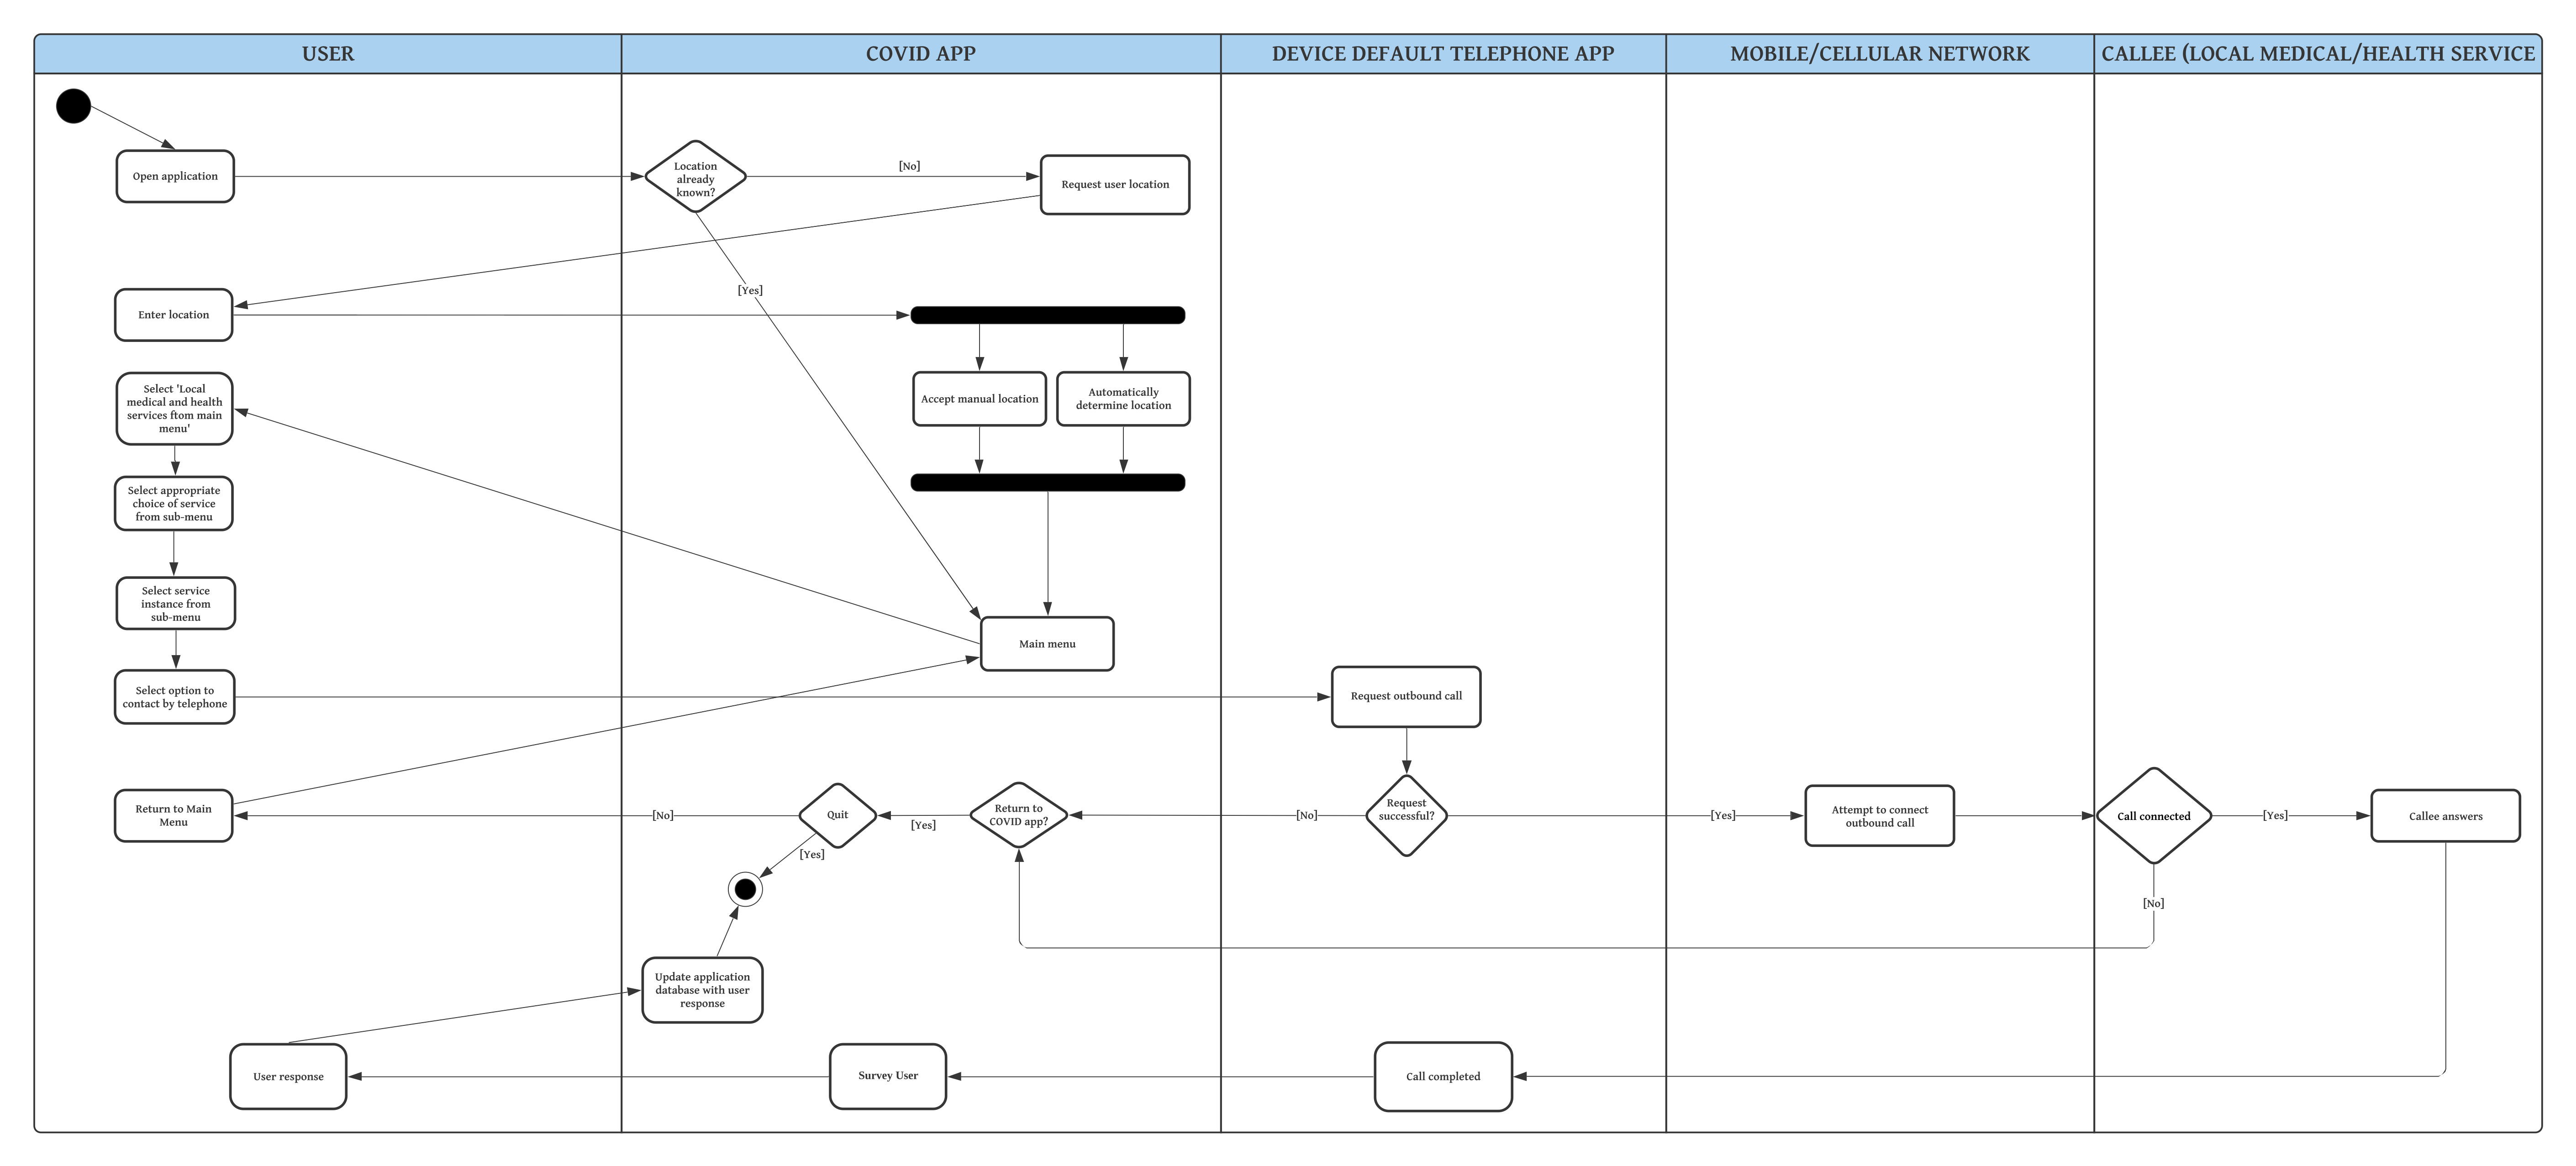 USER
COVID APP
DEVICE DEFAULT TELEPHONE APP
MOBILE/CELLULAR NETWORK
CALLEE (LOCAL MEDICAL/HEALTH SERVICE
Open application
Location
already
known?
[No]
Request user location
[Yes]
Enter location
Accept manual location
Automatically
determine location
Select 'Local
medical and health
services ftom main
menu'
Select appropriate
choice of service
from sub-menu
Select service
instance from
sub-menu
Main menu
Select option to
contact by telephone
Request outbound call
Return to Main
Menu
[No]
Quit
[Yes]
[Yes]
Return to
COVID app?
[No]
Request
successful?
[Yes]
Attempt to connect
outbound call
Call connected
[Yes]
Callee answers
[No]
Update application
database with user
response
User response
Survey User
Call completed